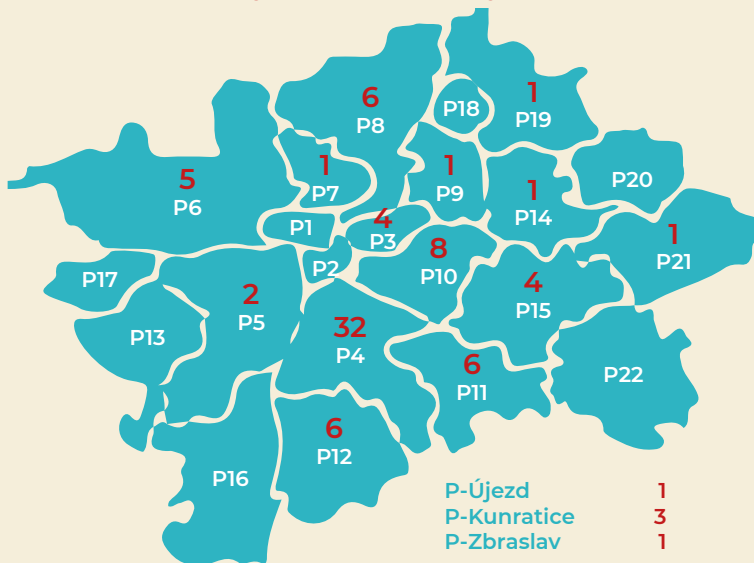 6
P8
P18
1
P19
1
P7
1
P9
5
P6
1
P14
P20
P1
4
P3
P2
8
P10
1
P21
P17
2
P5
4
P15
P13
32
P4
6
P11
P22
6
P12
P16
P-Újezd 1
P-Kunratice 3
P-Zbraslav 1